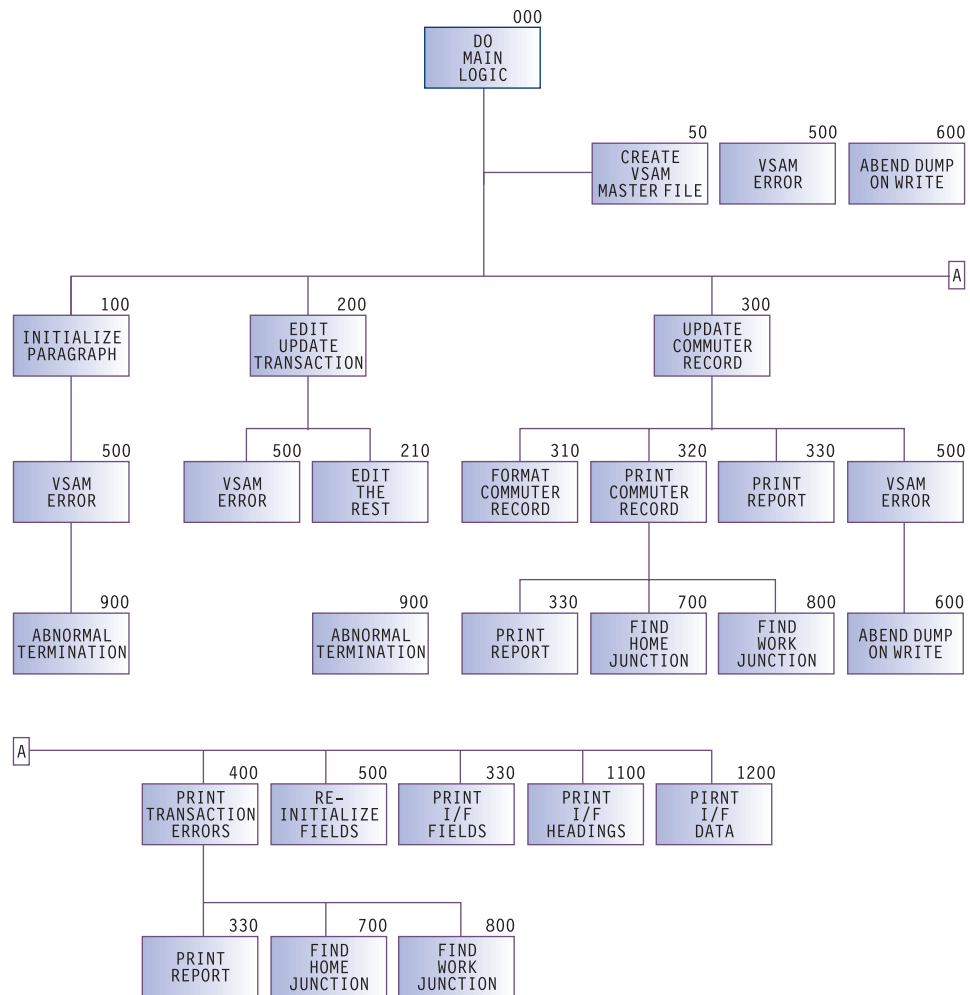 000
DO
MAIN
LOGIC
50
CREATE
VSAM
MASTER FILE
500
VSAM
ERROR
600
ABEND DUMP
ON WRITE
A
100
INITIALIZE
PARAGRAPH
200
EDIT
UPDATE
TRANSACTION
300
UPDATE
COMMUTER
RECORD
500
VSAM
ERROR
500
VSAM
ERROR
210
EDIT
THE
REST
310
FORMAT
COMMUTER
RECORD
320
PRINT
COMMUTER
RECORD
330
PRINT
REPORT
500
VSAM
ERROR
900
ABNORMAL
TERMINATION
900
ABNORMAL
TERMINATION
330
PRINT
REPORT
700
FIND
HOME
JUNCTION
800
FIND
WORK
JUNCTION
600
ABEND DUMP
ON WRITE
A
400
PRINT
TRANSACTION
ERRORS
500
RE-
INITIALIZE
FIELDS
330
PRINT
I/F
FIELDS
1100
PRINT
I/F
HEADINGS
1200
PIRNT
I/F
DATA
330
PRINT
REPORT
700
FIND
HOME
JUNCTION
800
FIND
WORK
JUNCTION